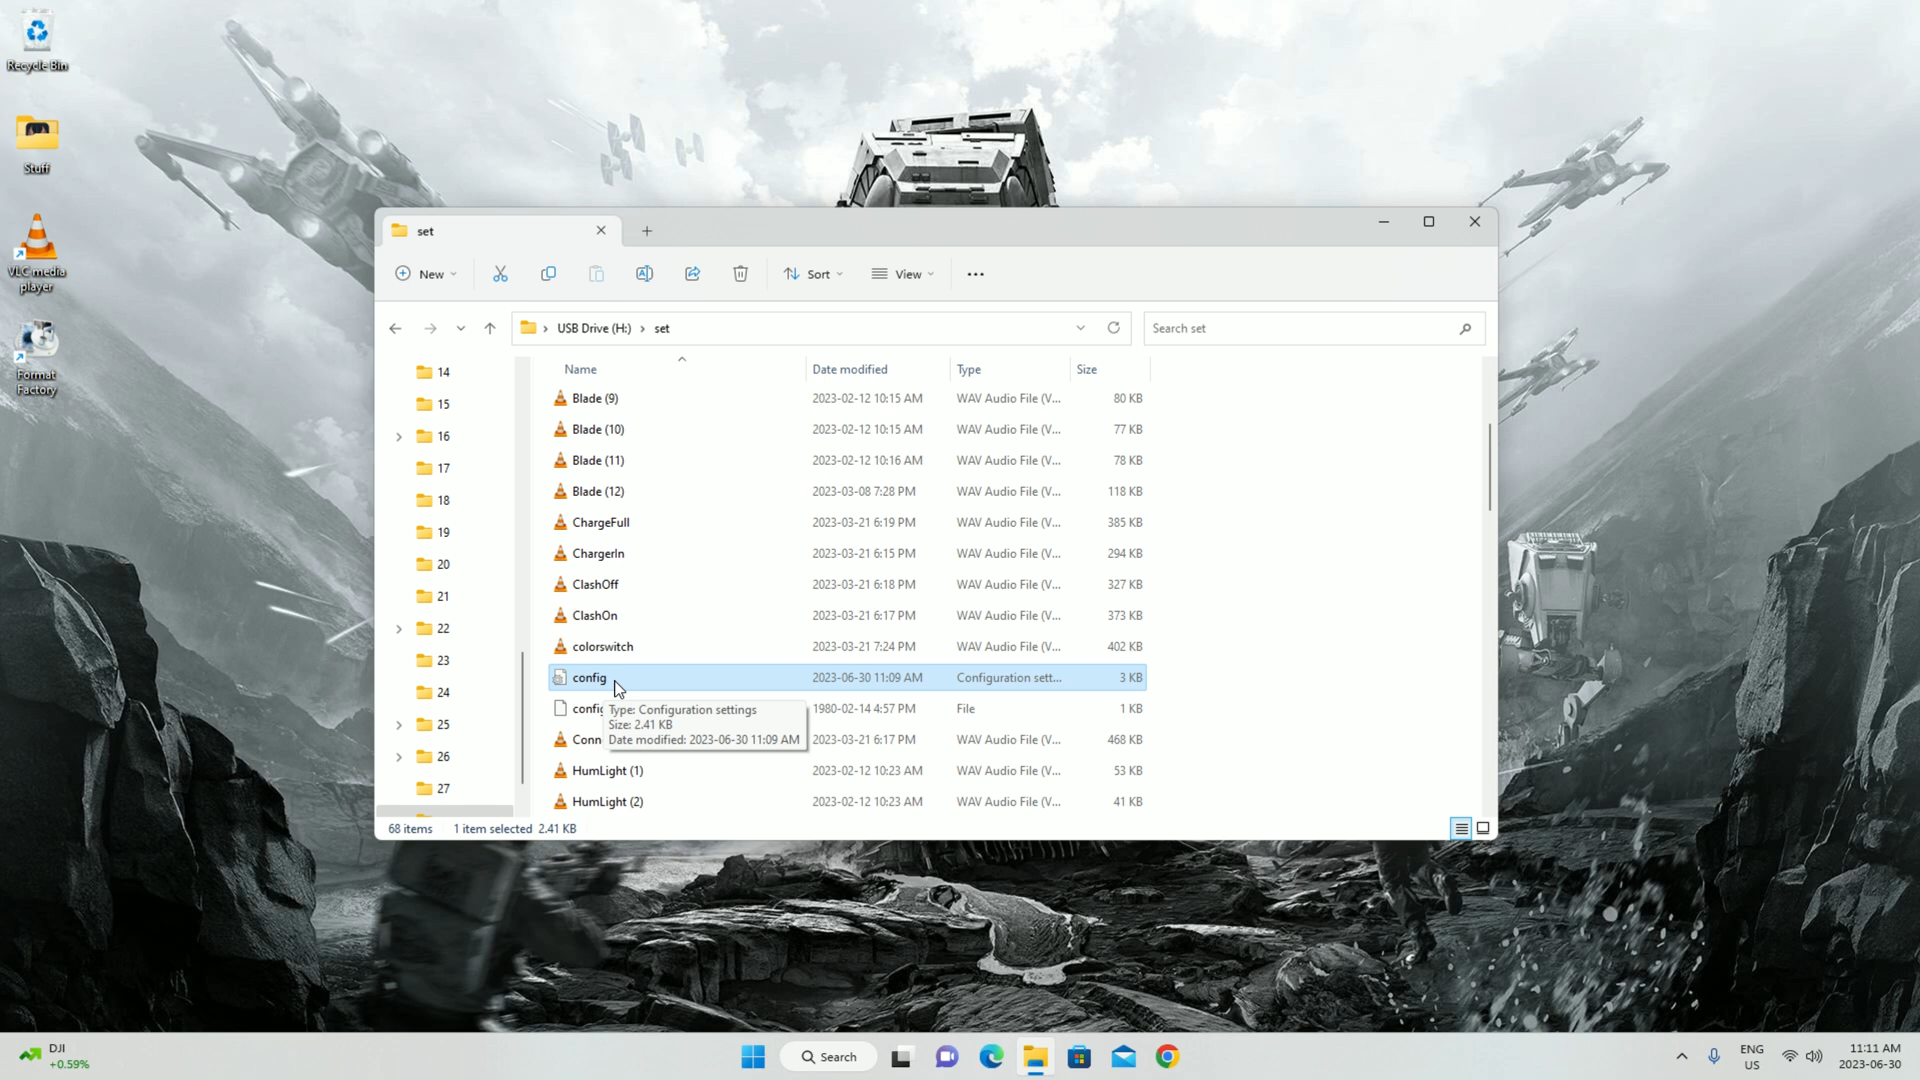 Recycle Bin
Stuff
VLC media
player
Format
Factory
set
New
Sort
View
USB Drive (H:) > set
Search set
14
15
16
17
18
19
20
21
22
23
24
25
26
27
Name Date modified Type Size
Blade (9) 2023-02-12 10:15 AM WAV Audio File (V... 80 KB
Blade (10) 2023-02-12 10:15 AM WAV Audio File (V... 77 KB
Blade (11) 2023-02-12 10:16 AM WAV Audio File (V... 78 KB
Blade (12) 2023-03-08 7:28 PM WAV Audio File (V... 118 KB
ChargeFull 2023-03-21 6:19 PM WAV Audio File (V... 385 KB
ChargerIn 2023-03-21 6:15 PM WAV Audio File (V... 294 KB
ClashOff 2023-03-21 6:18 PM WAV Audio File (V... 327 KB
ClashOn 2023-03-21 6:17 PM WAV Audio File (V... 373 KB
colorswitch 2023-03-21 7:24 PM WAV Audio File (V... 402 KB
config 2023-06-30 11:09 AM Configuration sett... 3 KB
config 1980-02-14 4:57 PM File 1 KB
Conn 2023-03-21 6:17 PM WAV Audio File (V... 468 KB
HumLight (1) 2023-02-12 10:23 AM WAV Audio File (V... 53 KB
HumLight (2) 2023-02-12 10:23 AM WAV Audio File (V... 41 KB
Type: Configuration settings
Size: 2.41 KB
Date modified: 2023-06-30 11:09 AM
68 items 1 item selected 2.41 KB
DJI
+0.59%
Search
ENG
US
11:11 AM
2023-06-30